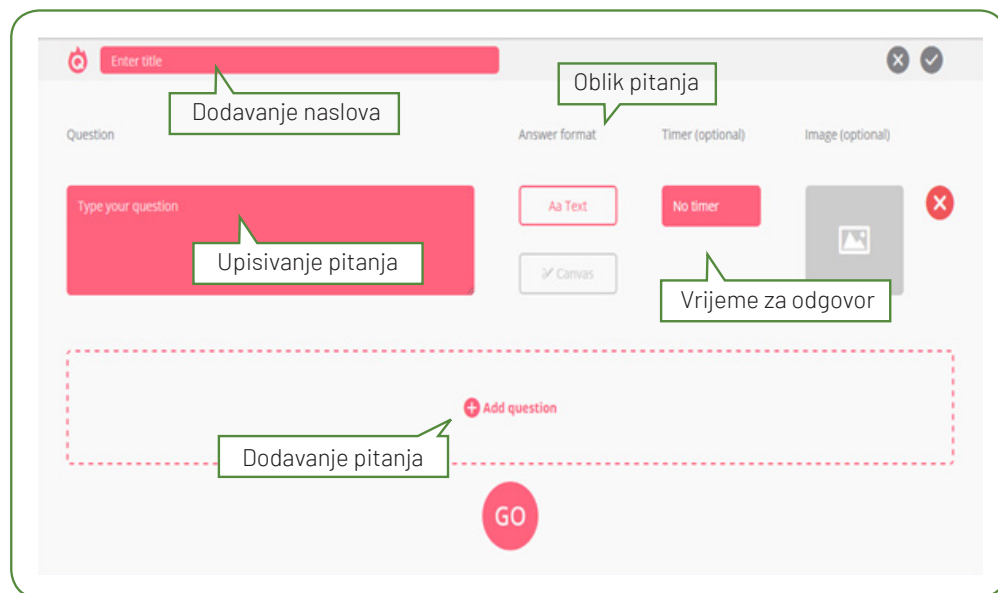 Enter title
Dodavanje naslova
Oblik pitanja
Question
Answer format
Timer (optional)
Image (optional)
Type your question
Aa Text
No timer
Upisivanje pitanja
Canvas
Vrijeme za odgovor
Add question
Dodavanje pitanja
GO